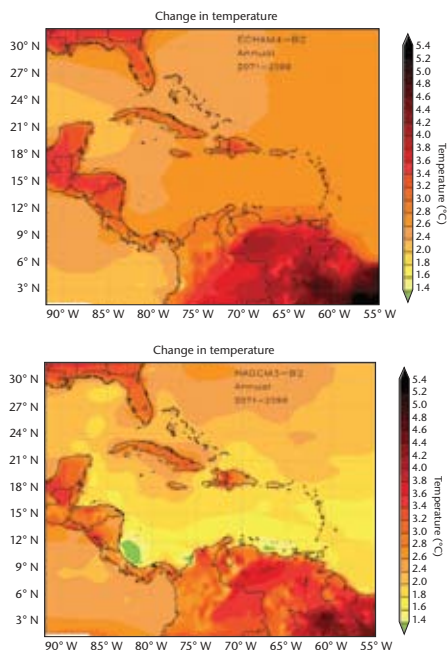 Change in temperature
32° N
27° N
24° N
21° N
18° N
15° N
12° N
9° N
6° N
3° N
ECHAM4-B2
Annual
2071-2099
5.4
5.2
5.0
4.8
4.6
4.4
4.2
4.0
3.8
3.6
3.4
3.2
3.0
2.8
2.6
2.4
2.2
2.0
1.8
1.6
1.4
Temperature (°C)
90° W 85° W 80° W 75° W 70° W 65° W 60° W 55° W
Change in temperature
30° N
27° N
24° N
21° N
18° N
15° N
12° N
9° N
6° N
3° N
HADCM3-B2
Annual
2071-2099
5.4
5.2
5.0
4.8
4.6
4.4
4.2
4.0
3.8
3.6
3.4
3.2
3.0
2.8
2.6
2.4
2.2
2.0
1.8
1.6
1.4
Temperature (°C)
90° W 85° W 80° W 75° W 70° W 65° W 60° W 55° W